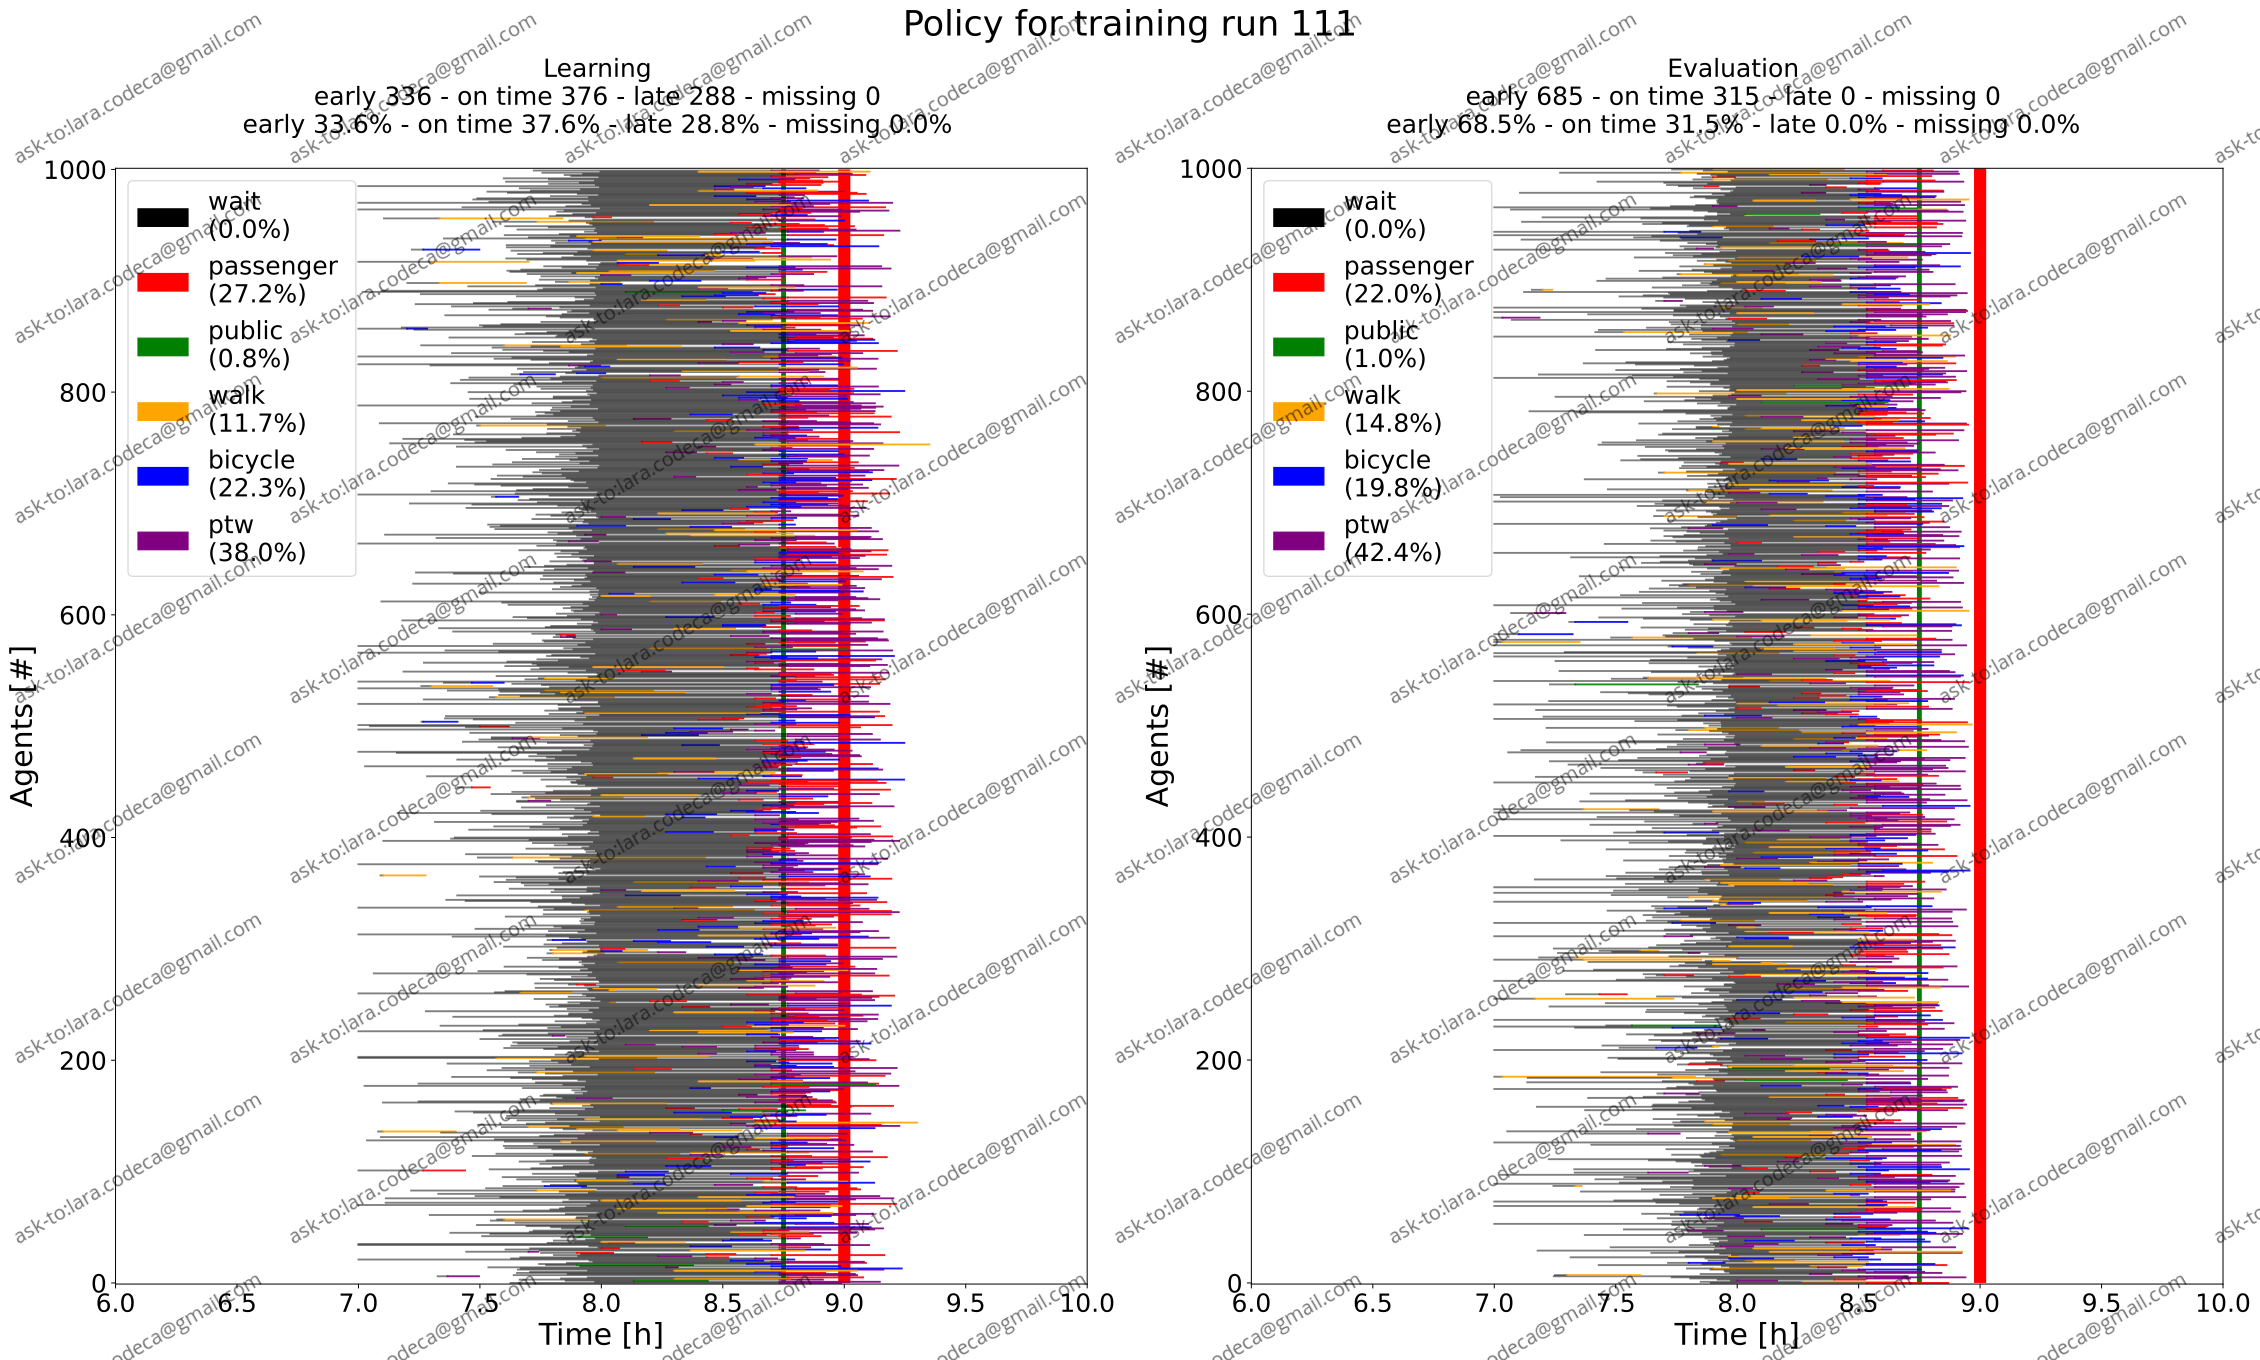 Policy for training run 111
Learning
early 336 - on time 376 - late 288 - missing 0
early 33.6% - on time 37.6% - late 28.8% - missing 0.0%
Evaluation
early 685 - on time 315 - late 0 - missing 0
early 68.5% - on time 31.5% - late 0.0% - missing 0.0%
Agents [#]
1000
800
600
400
200
0
wait
(0.0%)
passenger
(27.2%)
public
(0.8%)
walk
(11.7%)
bicycle
(22.3%)
ptw
(38.0%)
6.0 6.5 7.0 7.5 8.0 8.5 9.0 9.5 10.0
Time [h]
Agents [#]
1000
800
600
400
200
0
wait
(0.0%)
passenger
(22.0%)
public
(1.0%)
walk
(14.8%)
bicycle
(19.8%)
ptw
(42.4%)
6.0 6.5 7.0 7.5 8.0 8.5 9.0 9.5 10.0
Time [h]
ask-to:lara.codeca@gmail.com